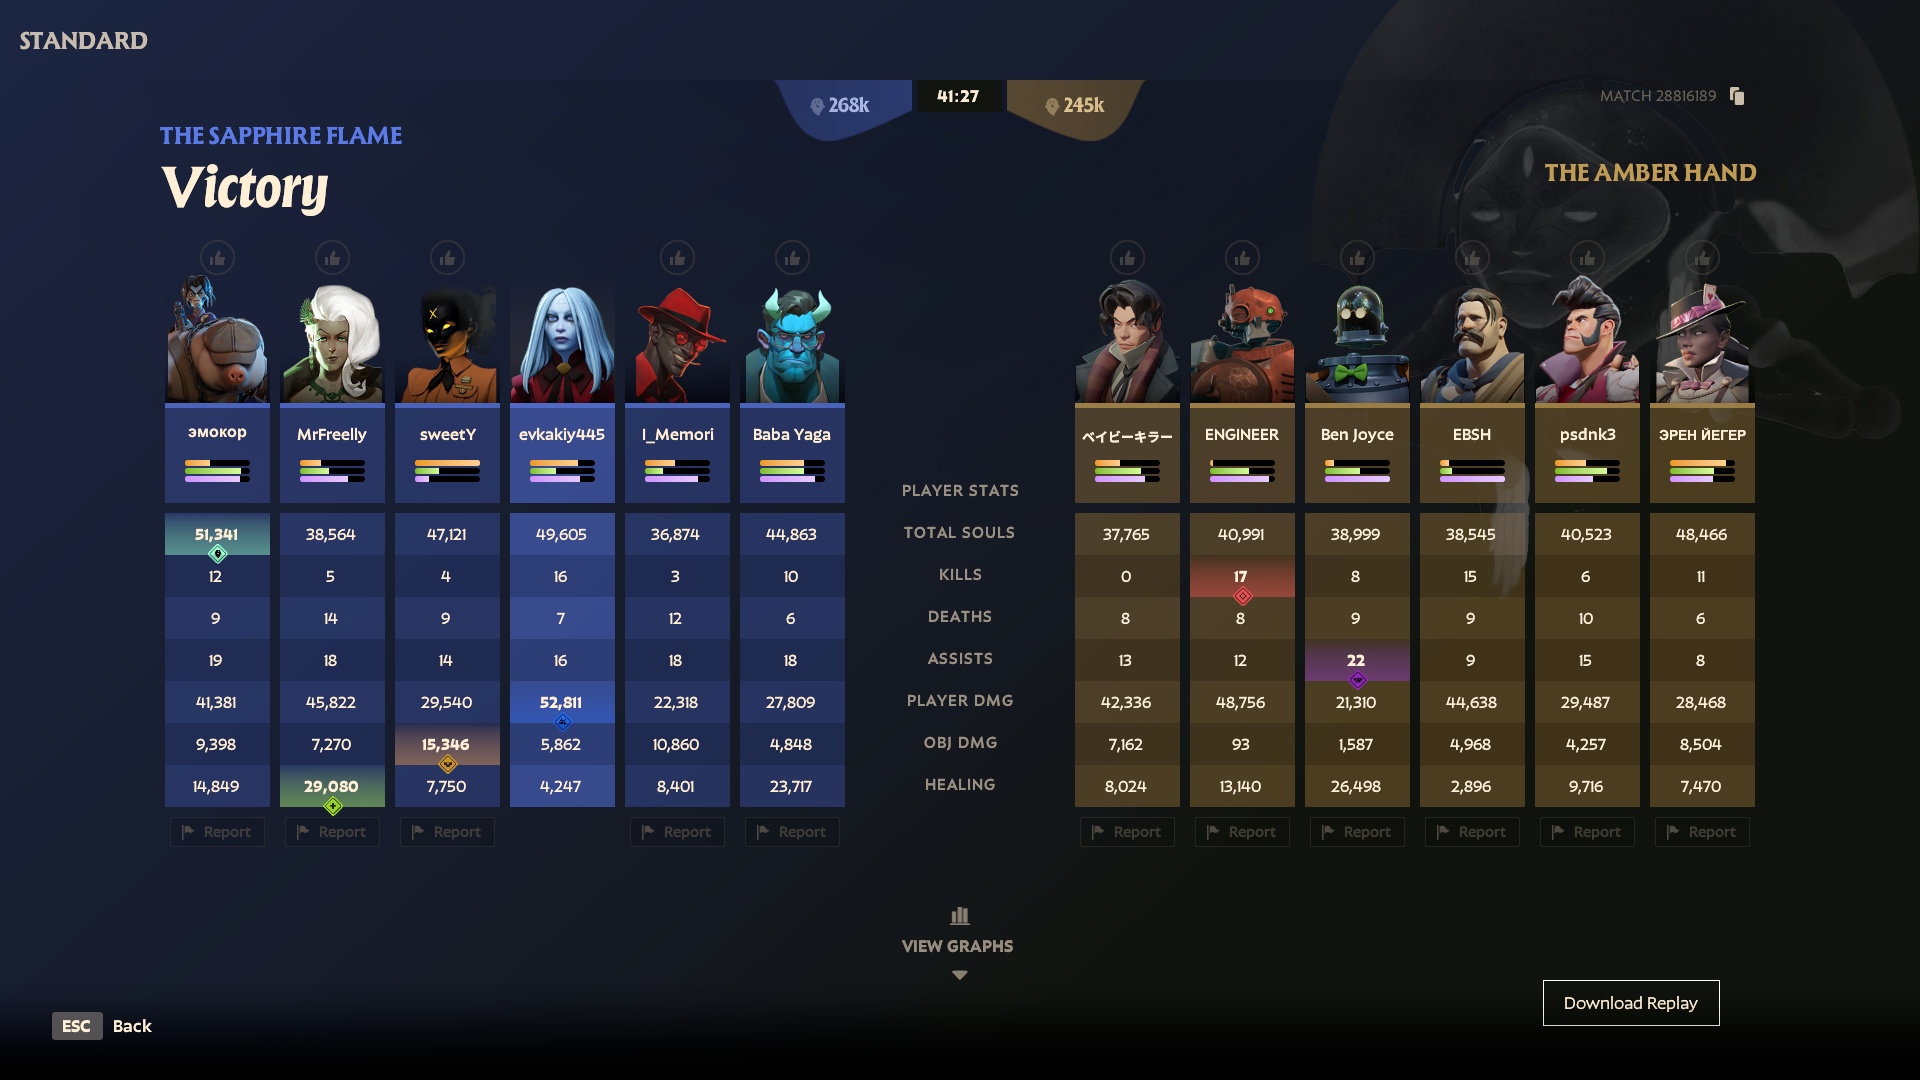 STANDARD
268k 41:27 245k
MATCH 28816189
THE SAPPHIRE FLAME
Victory
THE AMBER HAND
эмокор MrFreelly sweetY evkakiy445 I_Memori Baba Yaga ベイビーキラー ENGINEER Ben Joyce EBSH psdnk3 ЭРЕН ЙЕГЕР
PLAYER STATS
51,341 38,564 47,121 49,605 36,874 44,863 TOTAL SOULS 37,765 40,991 38,999 38,545 40,523 48,466
12 5 4 16 3 10 KILLS 0 17 8 15 6 11
9 14 9 7 12 6 DEATHS 8 8 9 9 10 6
19 18 14 16 18 18 ASSISTS 13 12 22 9 15 8
41,381 45,822 29,540 52,811 22,318 27,809 PLAYER DMG 42,336 48,756 21,310 44,638 29,487 28,468
9,398 7,270 15,346 5,862 10,860 4,848 OBJ DMG 7,162 93 1,587 4,968 4,257 8,504
14,849 29,080 7,750 4,247 8,401 23,717 HEALING 8,024 13,140 26,498 2,896 9,716 7,470
Report Report Report Report Report Report Report Report Report Report Report
VIEW GRAPHS
Download Replay
ESC Back